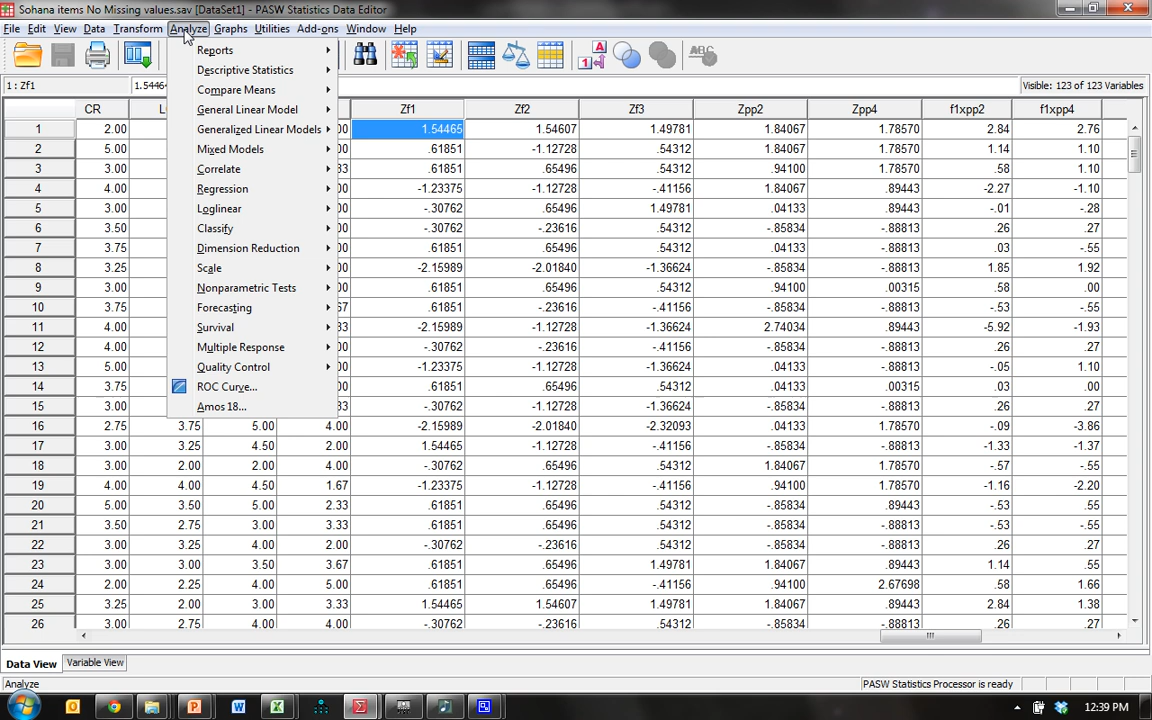 Sohana items No Missing values.sav [DataSet1] - PASW Statistics Data Editor
File Edit View Data Transform Analyze Graphs Utilities Add-ons Window Help
1 : Zf1 Visible: 123 of 123 Variables
Reports
Descriptive Statistics
Compare Means
General Linear Model
Generalized Linear Models
Mixed Models
Correlate
Regression
Loglinear
Classify
Dimension Reduction
Scale
Nonparametric Tests
Forecasting
Survival
Multiple Response
Quality Control
ROC Curve...
Amos 18...
CR Zf1 Zf2 Zf3 Zpp2 Zpp4 f1xpp2 f1xpp4
1 2.00 1.54465 1.54607 1.49781 1.84067 1.78570 2.84 2.76
2 5.00 .61851 -1.12728 .54312 1.84067 1.78570 1.14 1.10
3 3.00 .61851 .65496 .54312 .94100 1.78570 .58 1.10
4 4.00 -1.23375 -1.12728 -.41156 1.84067 .89443 -2.27 -1.10
5 3.00 -.30762 .65496 1.49781 .04133 .89443 -.01 -.28
6 3.50 -.30762 -.23616 .54312 -.85834 -.88813 .26 .27
7 3.75 .61851 .65496 .54312 .04133 -.88813 .03 -.55
8 3.25 -2.15989 -2.01840 -1.36624 -.85834 -.88813 1.85 1.92
9 3.00 .61851 .65496 .54312 .94100 .00315 .58 .00
10 3.75 .61851 -.23616 -.41156 -.85834 -.88813 -.53 -.55
11 4.00 -2.15989 -1.12728 -1.36624 2.74034 .89443 -5.92 -1.93
12 4.00 -.30762 -.23616 -.41156 -.85834 -.88813 .26 .27
13 5.00 -1.23375 -1.12728 -1.36624 .04133 -.88813 -.05 1.10
14 3.75 .61851 .65496 .54312 .04133 .00315 .03 .00
15 3.00 -.30762 -1.12728 -1.36624 -.85834 -.88813 .26 .27
16 2.75 3.75 5.00 4.00 -2.15989 -2.01840 -2.32093 .04133 1.78570 -.09 -3.86
17 3.00 3.25 4.50 2.00 1.54465 -1.12728 -.41156 -.85834 -.88813 -1.33 -1.37
18 3.00 2.00 2.00 4.00 -.30762 .65496 .54312 1.84067 1.78570 -.57 -.55
19 4.00 4.00 4.50 1.67 -1.23375 -1.12728 -.41156 .94100 1.78570 -1.16 -2.20
20 5.00 3.50 5.00 2.33 .61851 .65496 .54312 -.85834 .89443 -.53 .55
21 3.50 2.75 3.00 3.33 .61851 .65496 .54312 -.85834 -.88813 -.53 -.55
22 3.00 3.25 4.00 2.00 -.30762 -.23616 .54312 -.85834 -.88813 .26 .27
23 3.00 3.00 3.50 3.67 .61851 .65496 1.49781 1.84067 .89443 1.14 .55
24 2.00 2.25 4.00 5.00 .61851 .65496 -.41156 .94100 2.67698 .58 1.66
25 3.25 2.00 3.00 3.33 1.54465 1.54607 1.49781 1.84067 .89443 2.84 1.38
26 3.00 2.75 4.00 4.00 -.30762 -.23616 .54312 -.85834 -.88813 .26 .27
Data View Variable View
Analyze PASW Statistics Processor is ready
12:39 PM